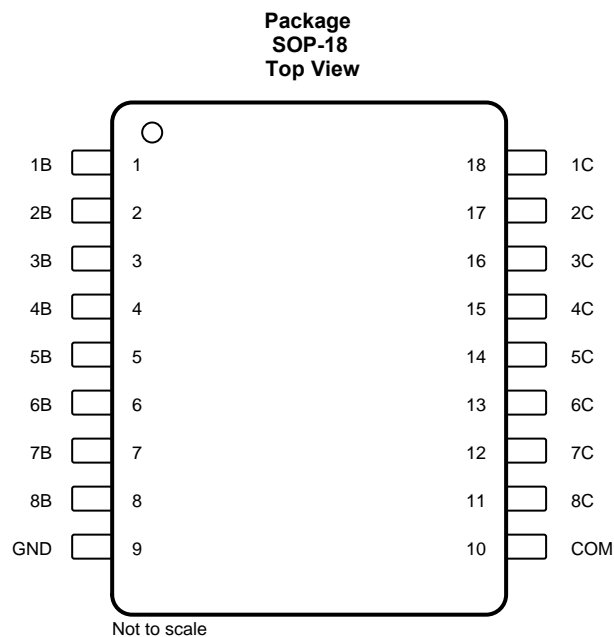 Package
SOP-18
Top View
1B 1 18 1C
2B 2 17 2C
3B 3 16 3C
4B 4 15 4C
5B 5 14 5C
6B 6 13 6C
7B 7 12 7C
8B 8 11 8C
GND 9 10 COM
Not to scale